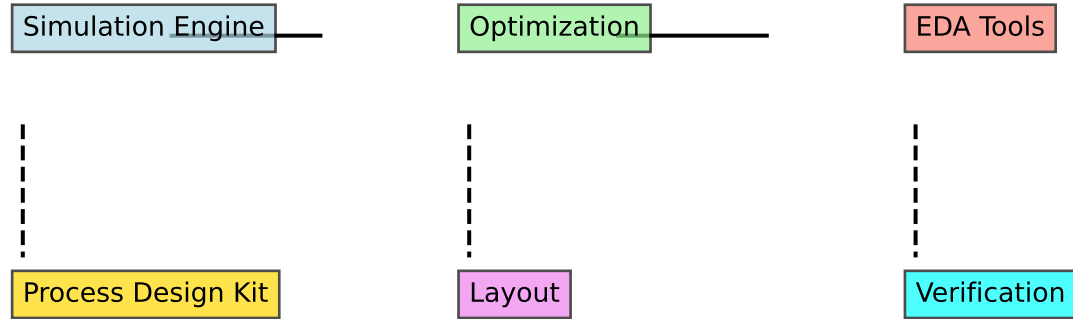 Simulation Engine
Optimization
EDA Tools
Process Design Kit
Layout
Verification